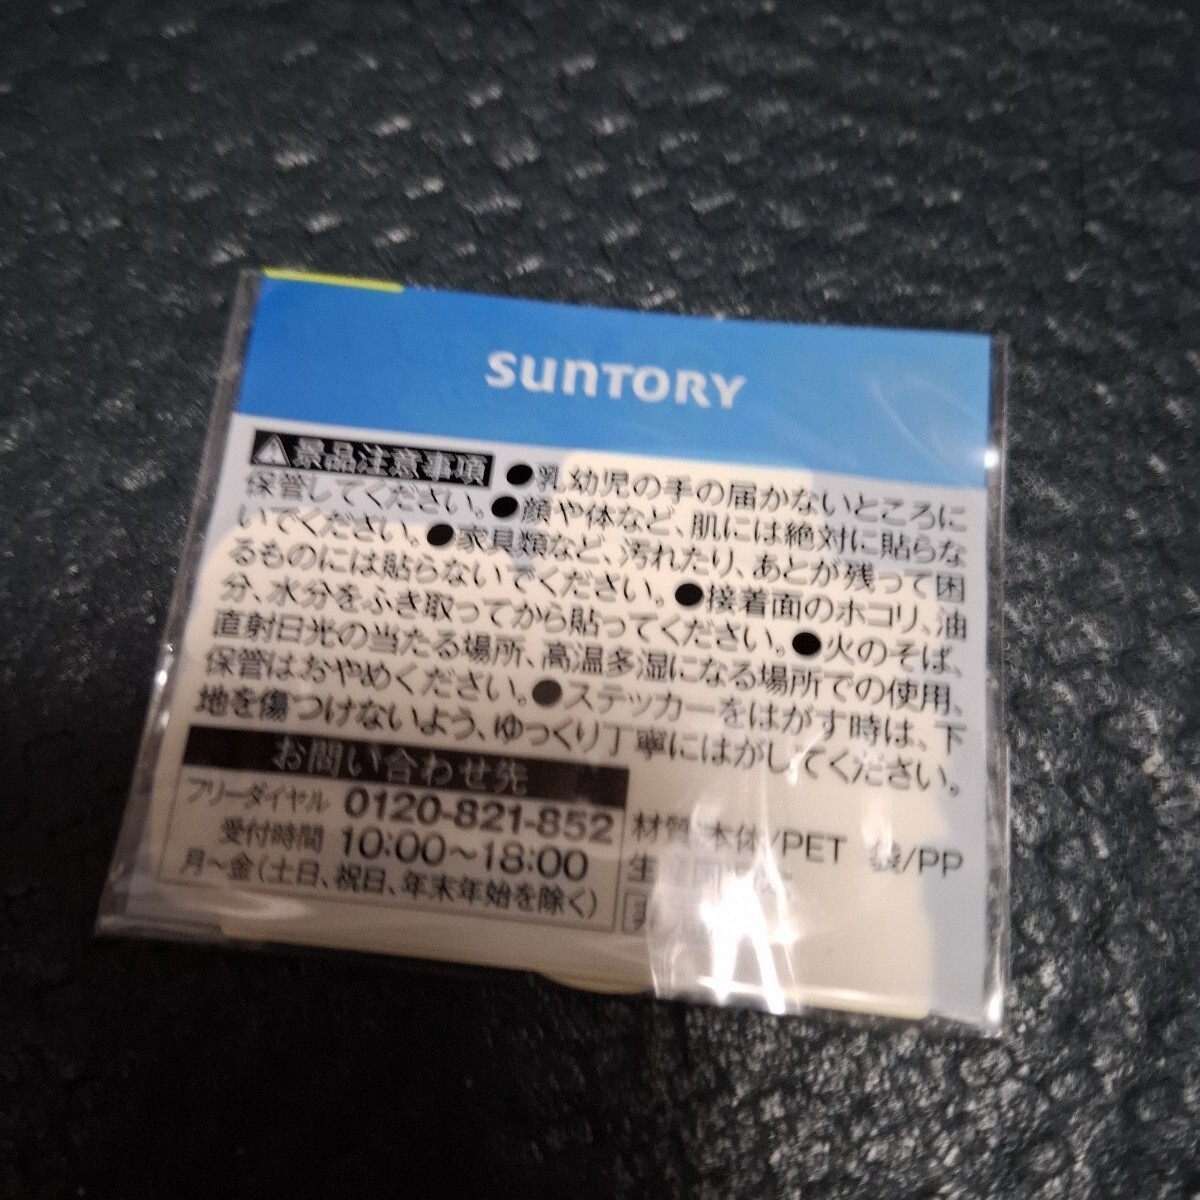 SUNTORY
景品注意事項 ●乳幼児の手の届かないところに
保管してください。●顔や体など、肌には絶対に貼らな
いでください。●家具類など、汚れたり、あとが残って困
るものには貼らないでください。●接着面のホコリ、油
分、水分をふき取ってから貼ってください。●火のそば、
直射日光の当たる場所、高温多湿になる場所での使用、
保管はおやめください。●ステッカーをはがす時は、下
地を傷つけないよう、ゆっくり丁寧にはがしてください。
お問い合わせ先
フリーダイヤル 0120-821-852
受付時間 10:00～18:00
月～金(土日、祝日、年末年始を除く)
材質 本体/PET 袋/PP
生産国